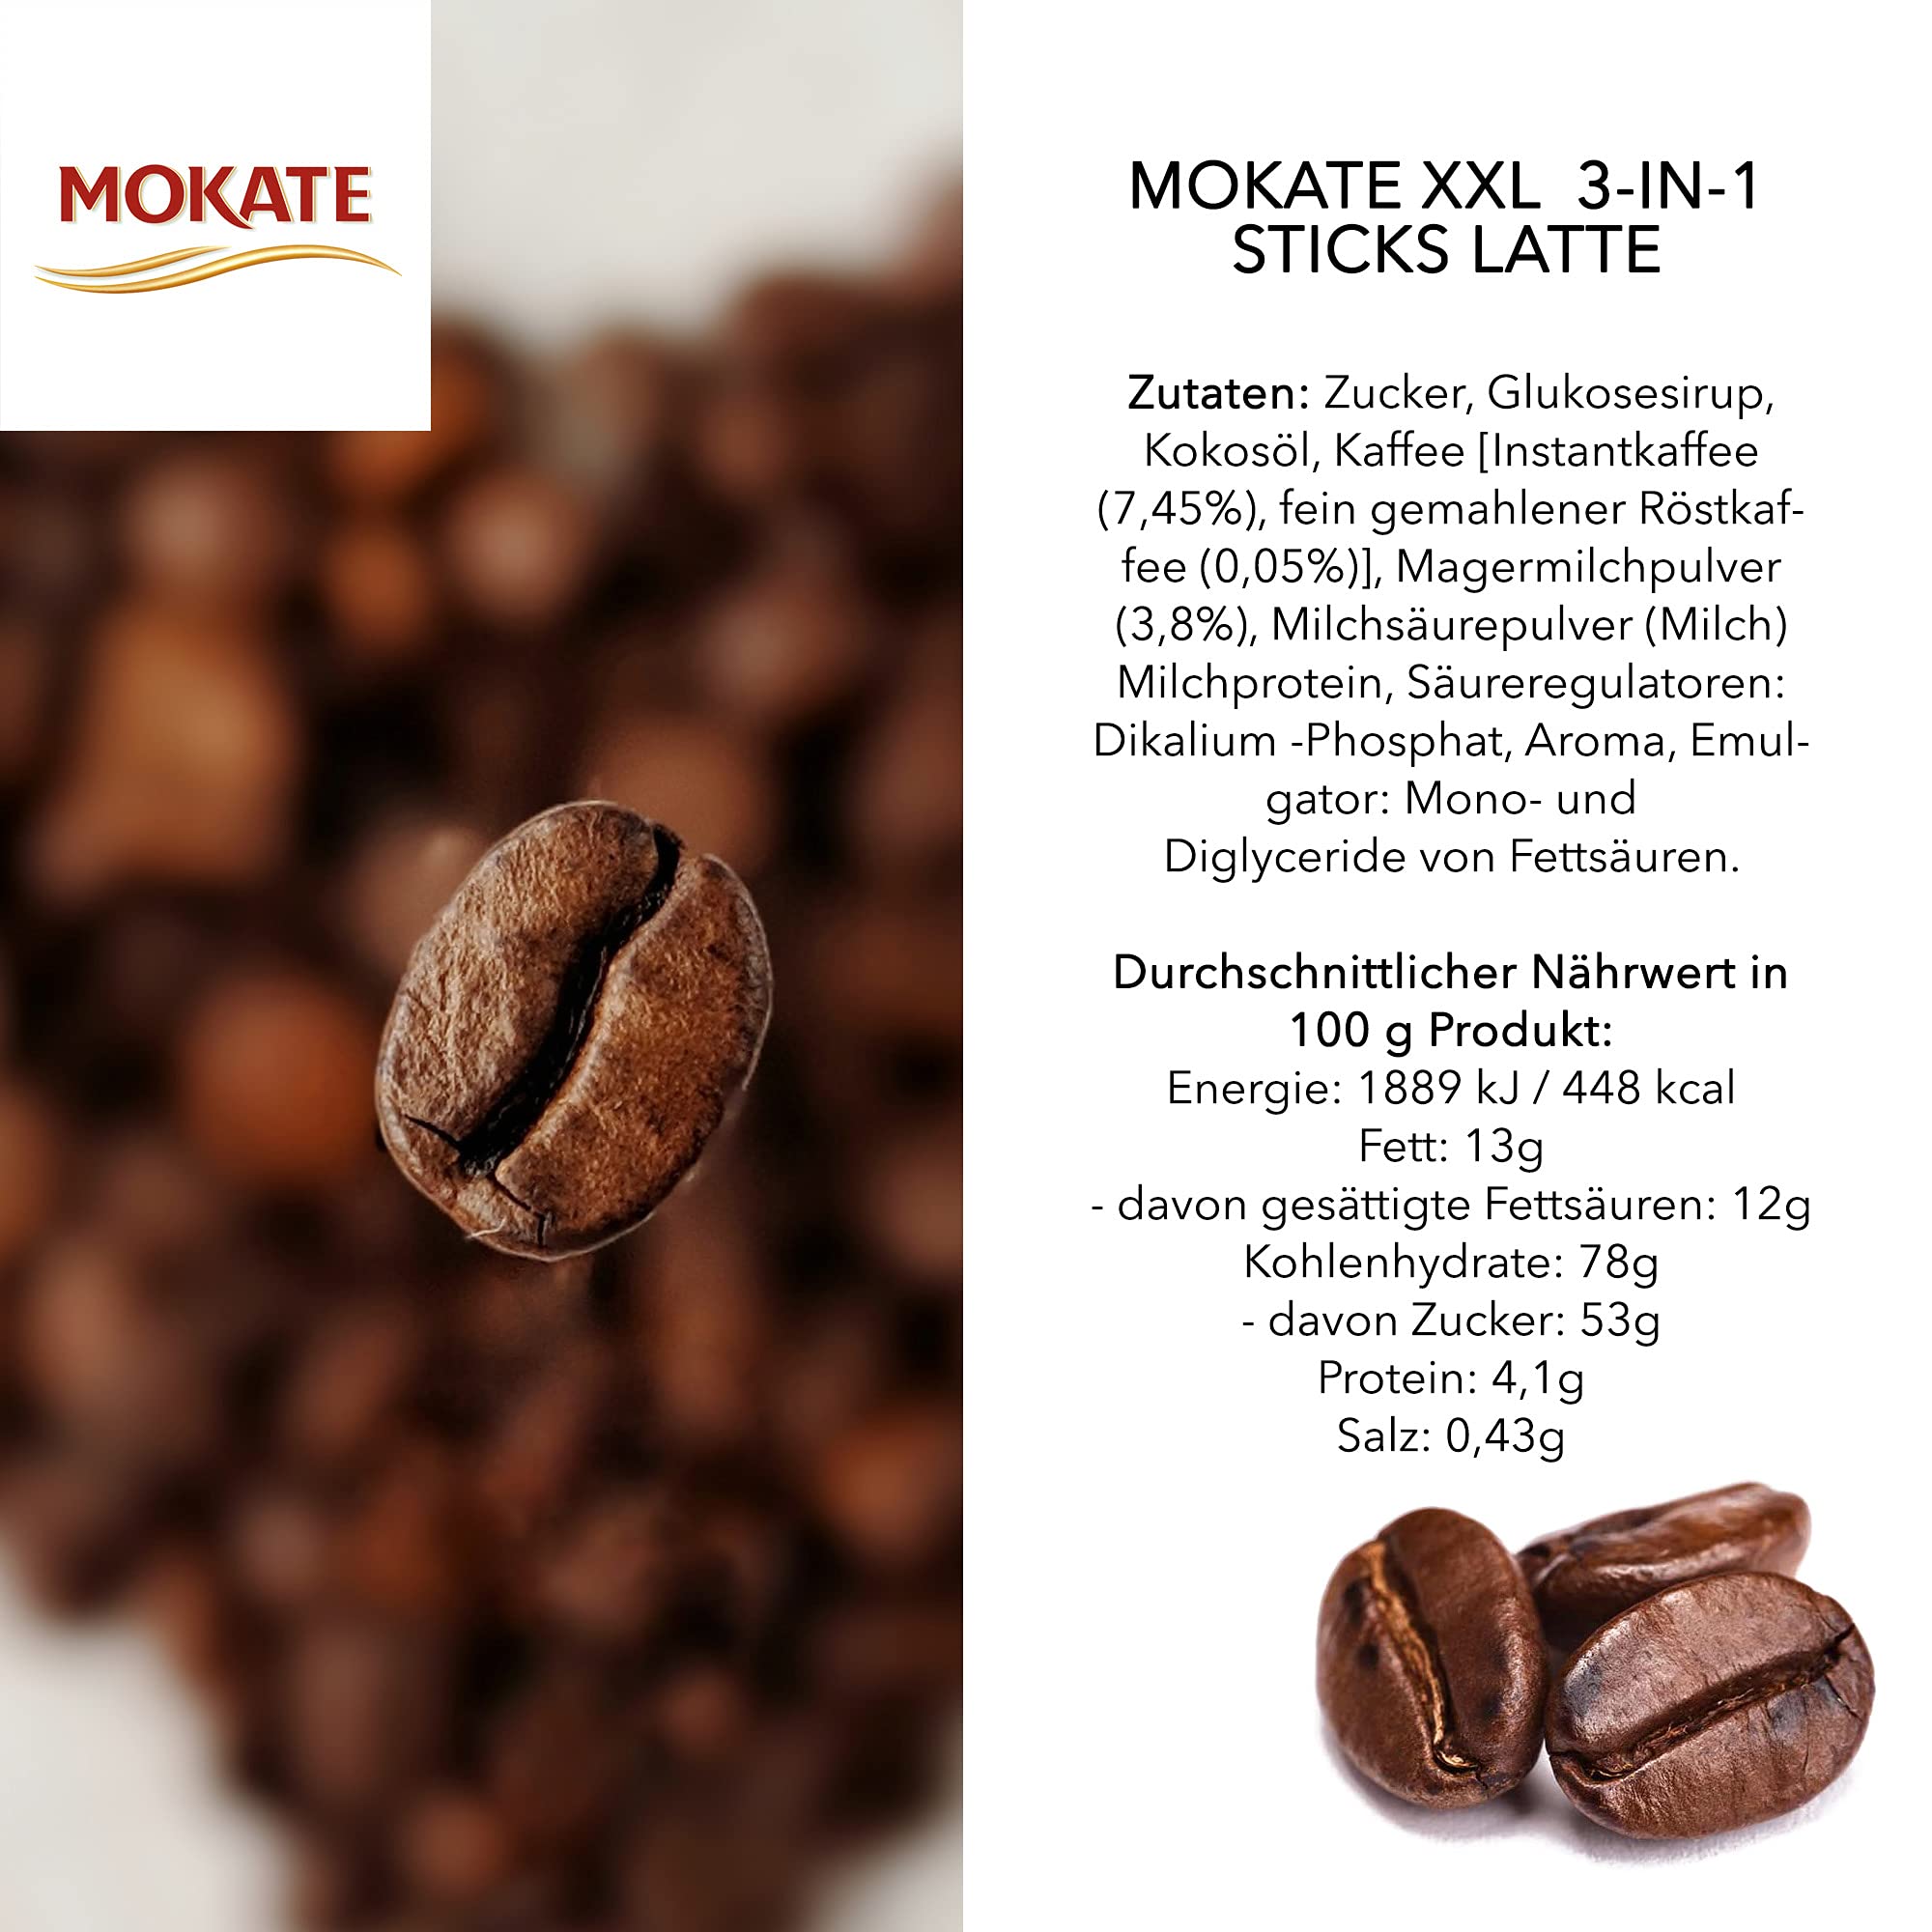 MOKATE
MOKATE XXL  3-IN-1
STICKS LATTE
Zutaten: Zucker, Glukosesirup,
Kokosöl, Kaffee [Instantkaffee
(7,45%), fein gemahlener Röstkaf-
fee (0,05%)], Magermilchpulver
(3,8%), Milchsäurepulver (Milch)
Milchprotein, Säureregulatoren:
Dikalium -Phosphat, Aroma, Emul-
gator: Mono- und
Diglyceride von Fettsäuren.
Durchschnittlicher Nährwert in
100 g Produkt:
Energie: 1889 kJ / 448 kcal
Fett: 13g
- davon gesättigte Fettsäuren: 12g
Kohlenhydrate: 78g
- davon Zucker: 53g
Protein: 4,1g
Salz: 0,43g